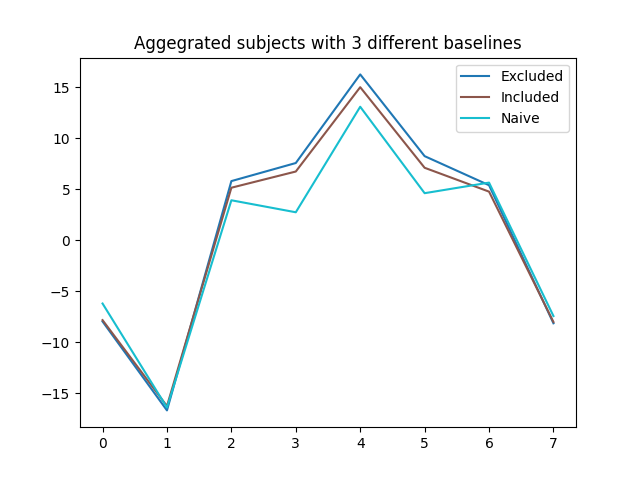 Aggegrated subjects with 3 different baselines
Excluded
Included
Naive
15
10
5
0
−5
−10
−15
0 1 2 3 4 5 6 7